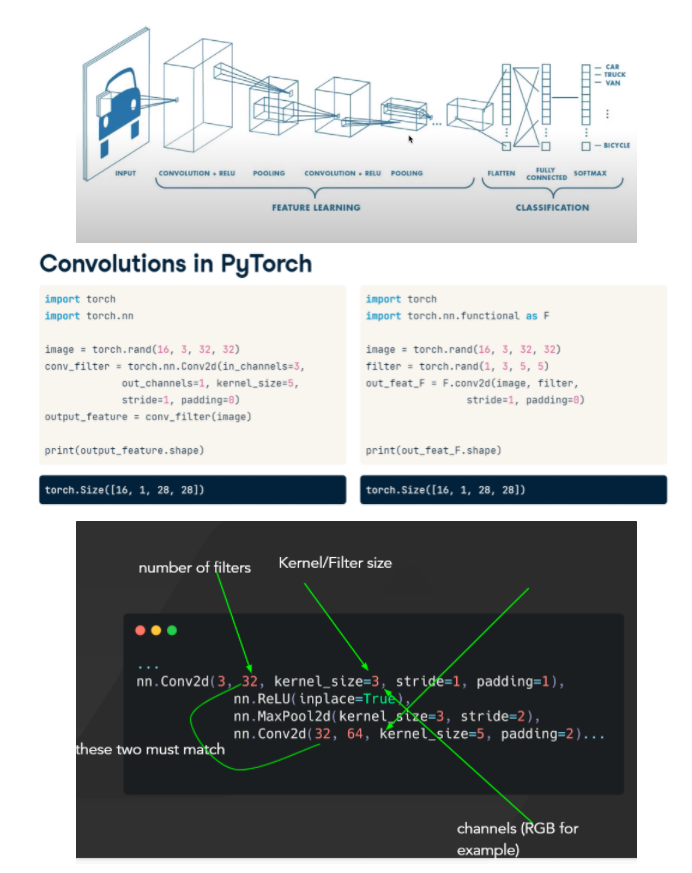 CAR
TRUCK
VAN
BICYCLE
INPUT CONVOLUTION + RELU POOLING CONVOLUTION + RELU POOLING FLATTEN FULLY CONNECTED SOFTMAX
FEATURE LEARNING CLASSIFICATION
Convolutions in PyTorch
import torch
import torch.nn
image = torch.rand(16, 3, 32, 32)
conv_filter = torch.nn.Conv2d(in_channels=3,
out_channels=1, kernel_size=5,
stride=1, padding=0)
output_feature = conv_filter(image)
print(output_feature.shape)
torch.Size([16, 1, 28, 28])
import torch
import torch.nn.functional as F
image = torch.rand(16, 3, 32, 32)
filter = torch.rand(1, 3, 5, 5)
out_feat_F = F.conv2d(image, filter,
stride=1, padding=0)
print(out_feat_F.shape)
torch.Size([16, 1, 28, 28])
number of filters
Kernel/Filter size
...
nn.Conv2d(3, 32, kernel_size=3, stride=1, padding=1),
nn.ReLU(inplace=True),
nn.MaxPool2d(kernel_size=3, stride=2),
nn.Conv2d(32, 64, kernel_size=5, padding=2)...
these two must match
channels (RGB for
example)